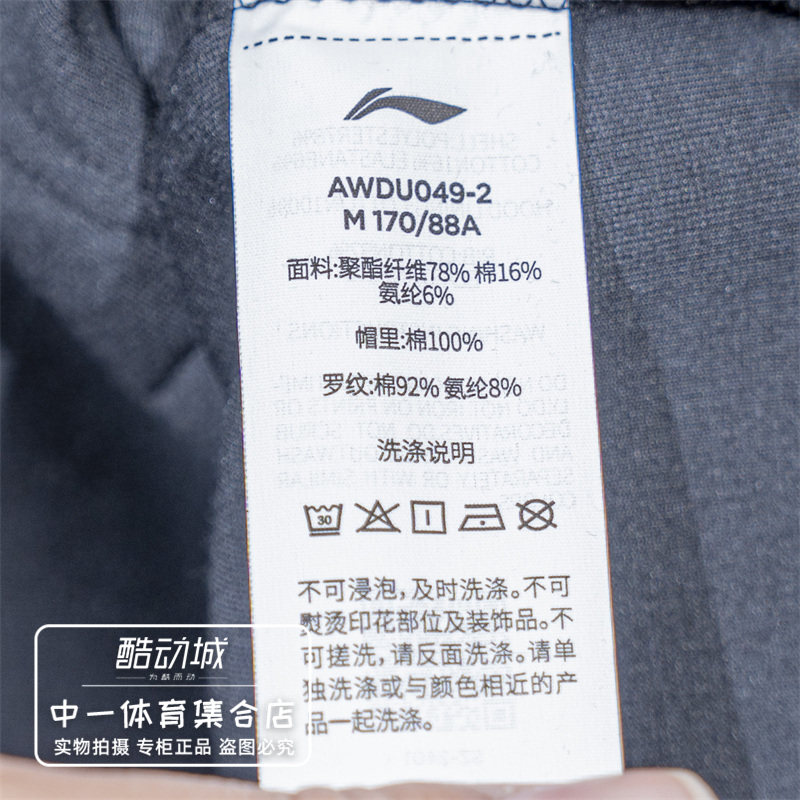 AWDU049-2
M 170/88A
面料:聚酯纤维78% 棉16%
氨纶6%
帽里:棉100%
罗纹:棉92% 氨纶8%
洗涤说明
30
不可浸泡,及时洗涤。不可
熨烫印花部位及装饰品。不
可搓洗,请反面洗涤。请单
独洗涤或与颜色相近的产
品一起洗涤。
酷动城
为酷而动
中一体育集合店
实物拍摄 专柜正品 盗图必究